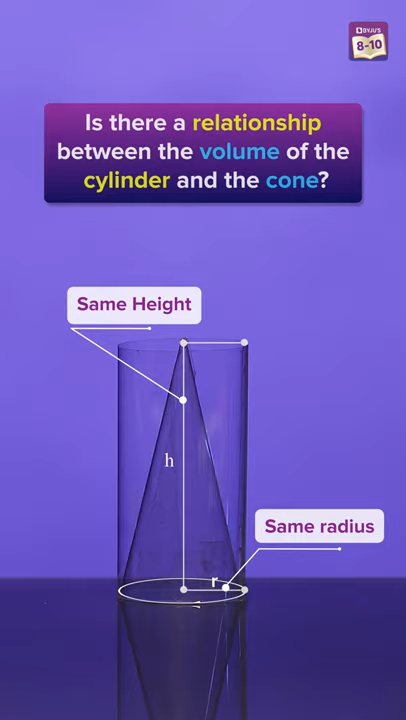 BYJU'S
8-10
Is there a relationship
between the volume of the
cylinder and the cone?
Same Height
h
Same radius
r